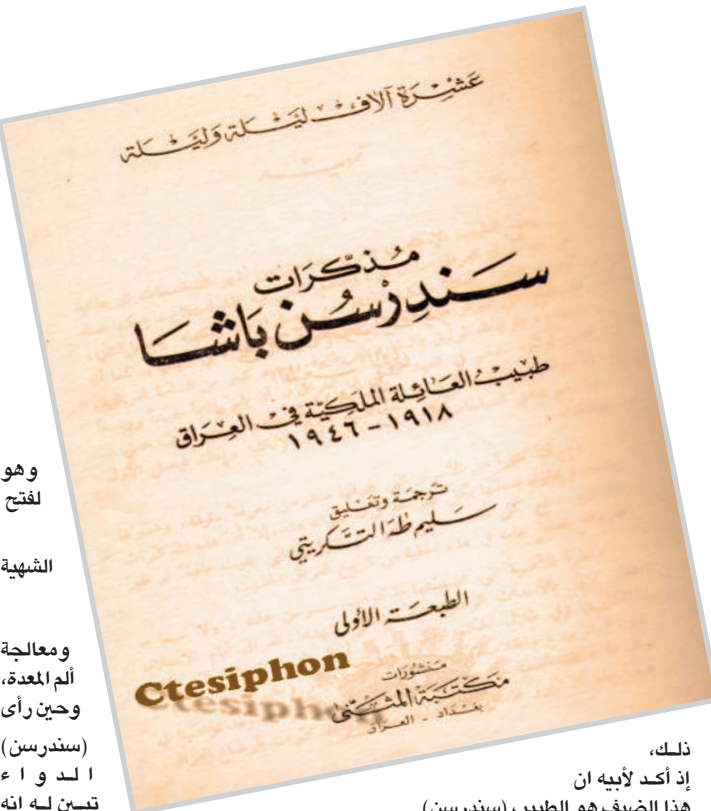 عشرة آلاف ليلة وليلة
مذكرات
سندرسن باشا
طبيب العائلة الملكية في العراق
١٩١٨ - ١٩٤٦
ترجمة وتعليق
سليم طه التكريتي
الطبعة الأولى
منشورات
مكتبة المثنى
بغداد - العراق
Ctesiphon
وهو
لفتح
الشهية
ومعالجة
ألم المعدة،
وحين رأى
(سندرسن)
الدواء
تبين له انه
ذلك،
إذ أكد لأبيه ان
هذا الضيف هو الطبيب (سندرسن)